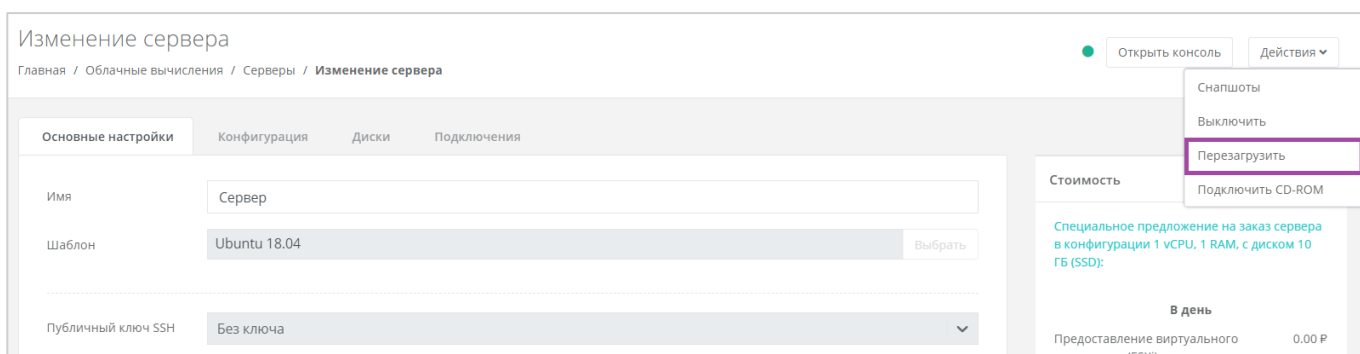 Изменение сервера
Главная / Облачные вычисления / Серверы / Изменение сервера
Открыть консоль
Действия
Снапшоты
Выключить
Перезагрузить
Подключить CD-ROM
Основные настройки
Конфигурация
Диски
Подключения
Имя
Сервер
Шаблон
Ubuntu 18.04
Выбрать
Публичный ключ SSH
Без ключа
Стоимость
Специальное предложение на заказ сервера
в конфигурации 1 vCPU, 1 RAM, с диском 10
ГБ (SSD):
В день
Предоставление виртуального
0.00 ₽